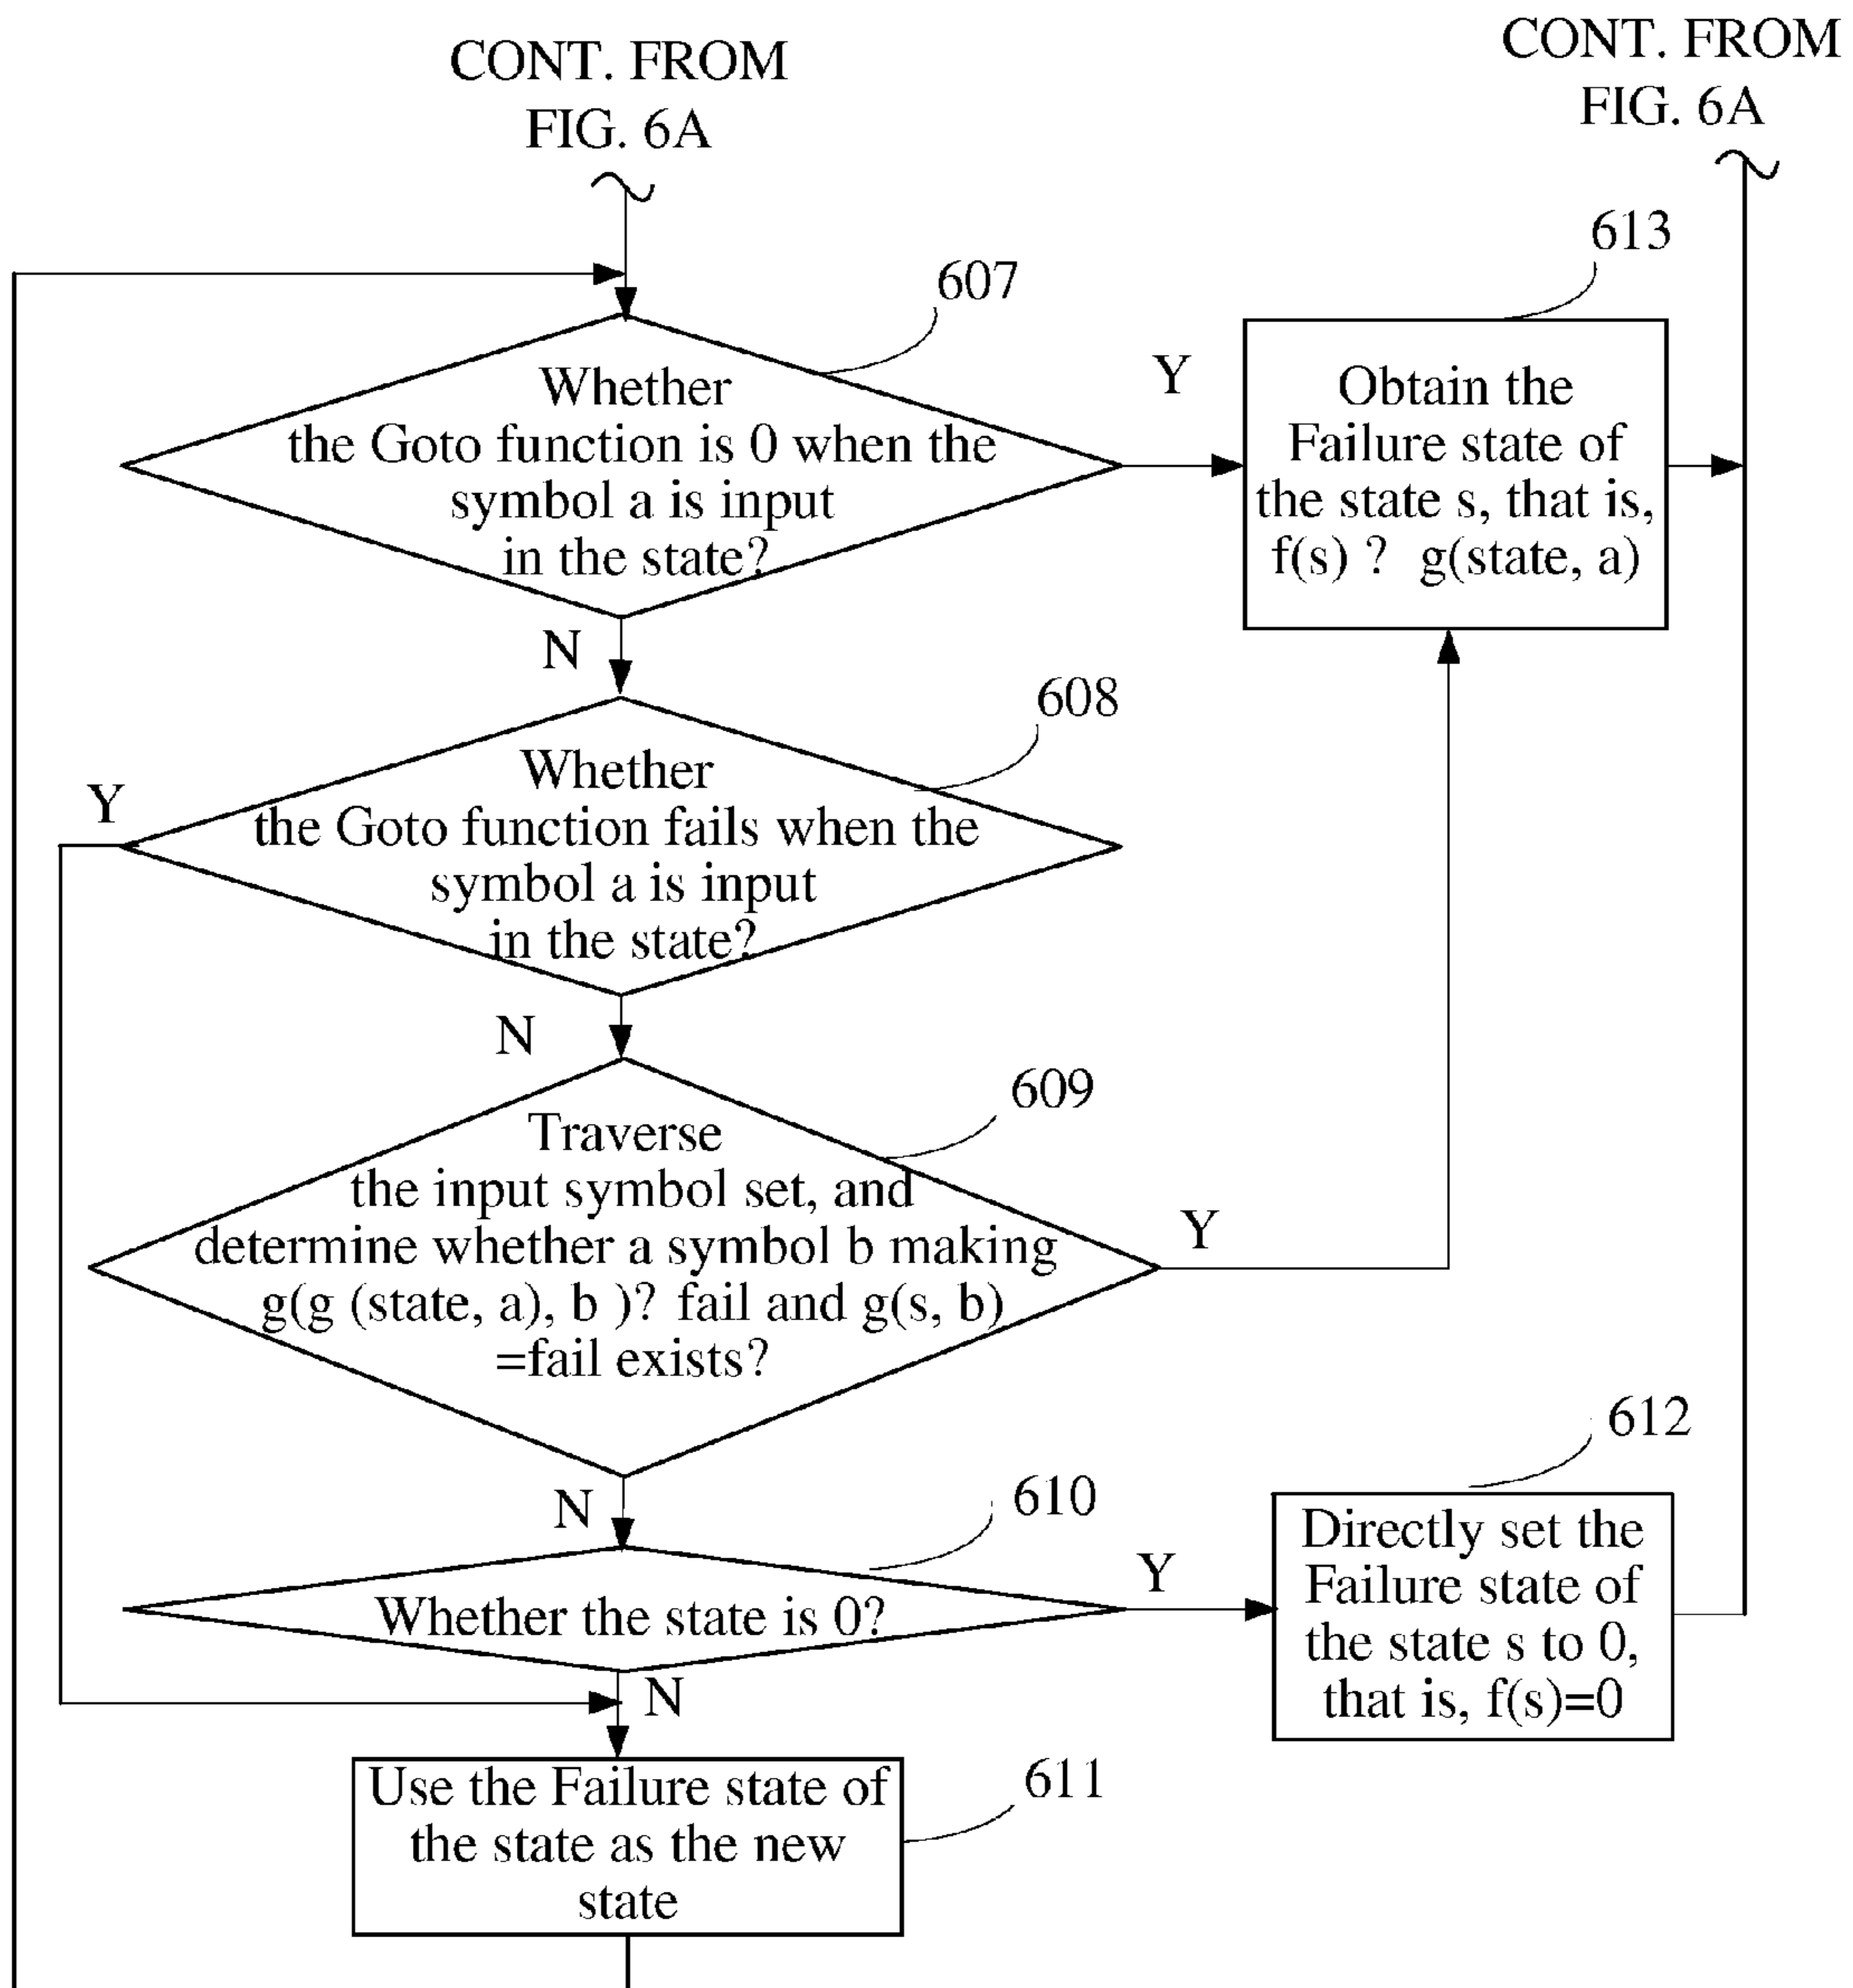 CONT. FROM
FIG. 6A
CONT. FROM
FIG. 6A
607
Whether
the Goto function is 0 when the
symbol a is input
in the state?
Y
613
Obtain the
Failure state of
the state s, that is,
f(s) ? g(state, a)
N
608
Whether
the Goto function fails when the
symbol a is input
in the state?
Y
N
609
Traverse
the input symbol set, and
determine whether a symbol b making
g(g (state, a), b )? fail and g(s, b)
=fail exists?
Y
N
610
Whether the state is 0?
Y
612
Directly set the
Failure state of
the state s to 0,
that is, f(s)=0
N
611
Use the Failure state of
the state as the new
state